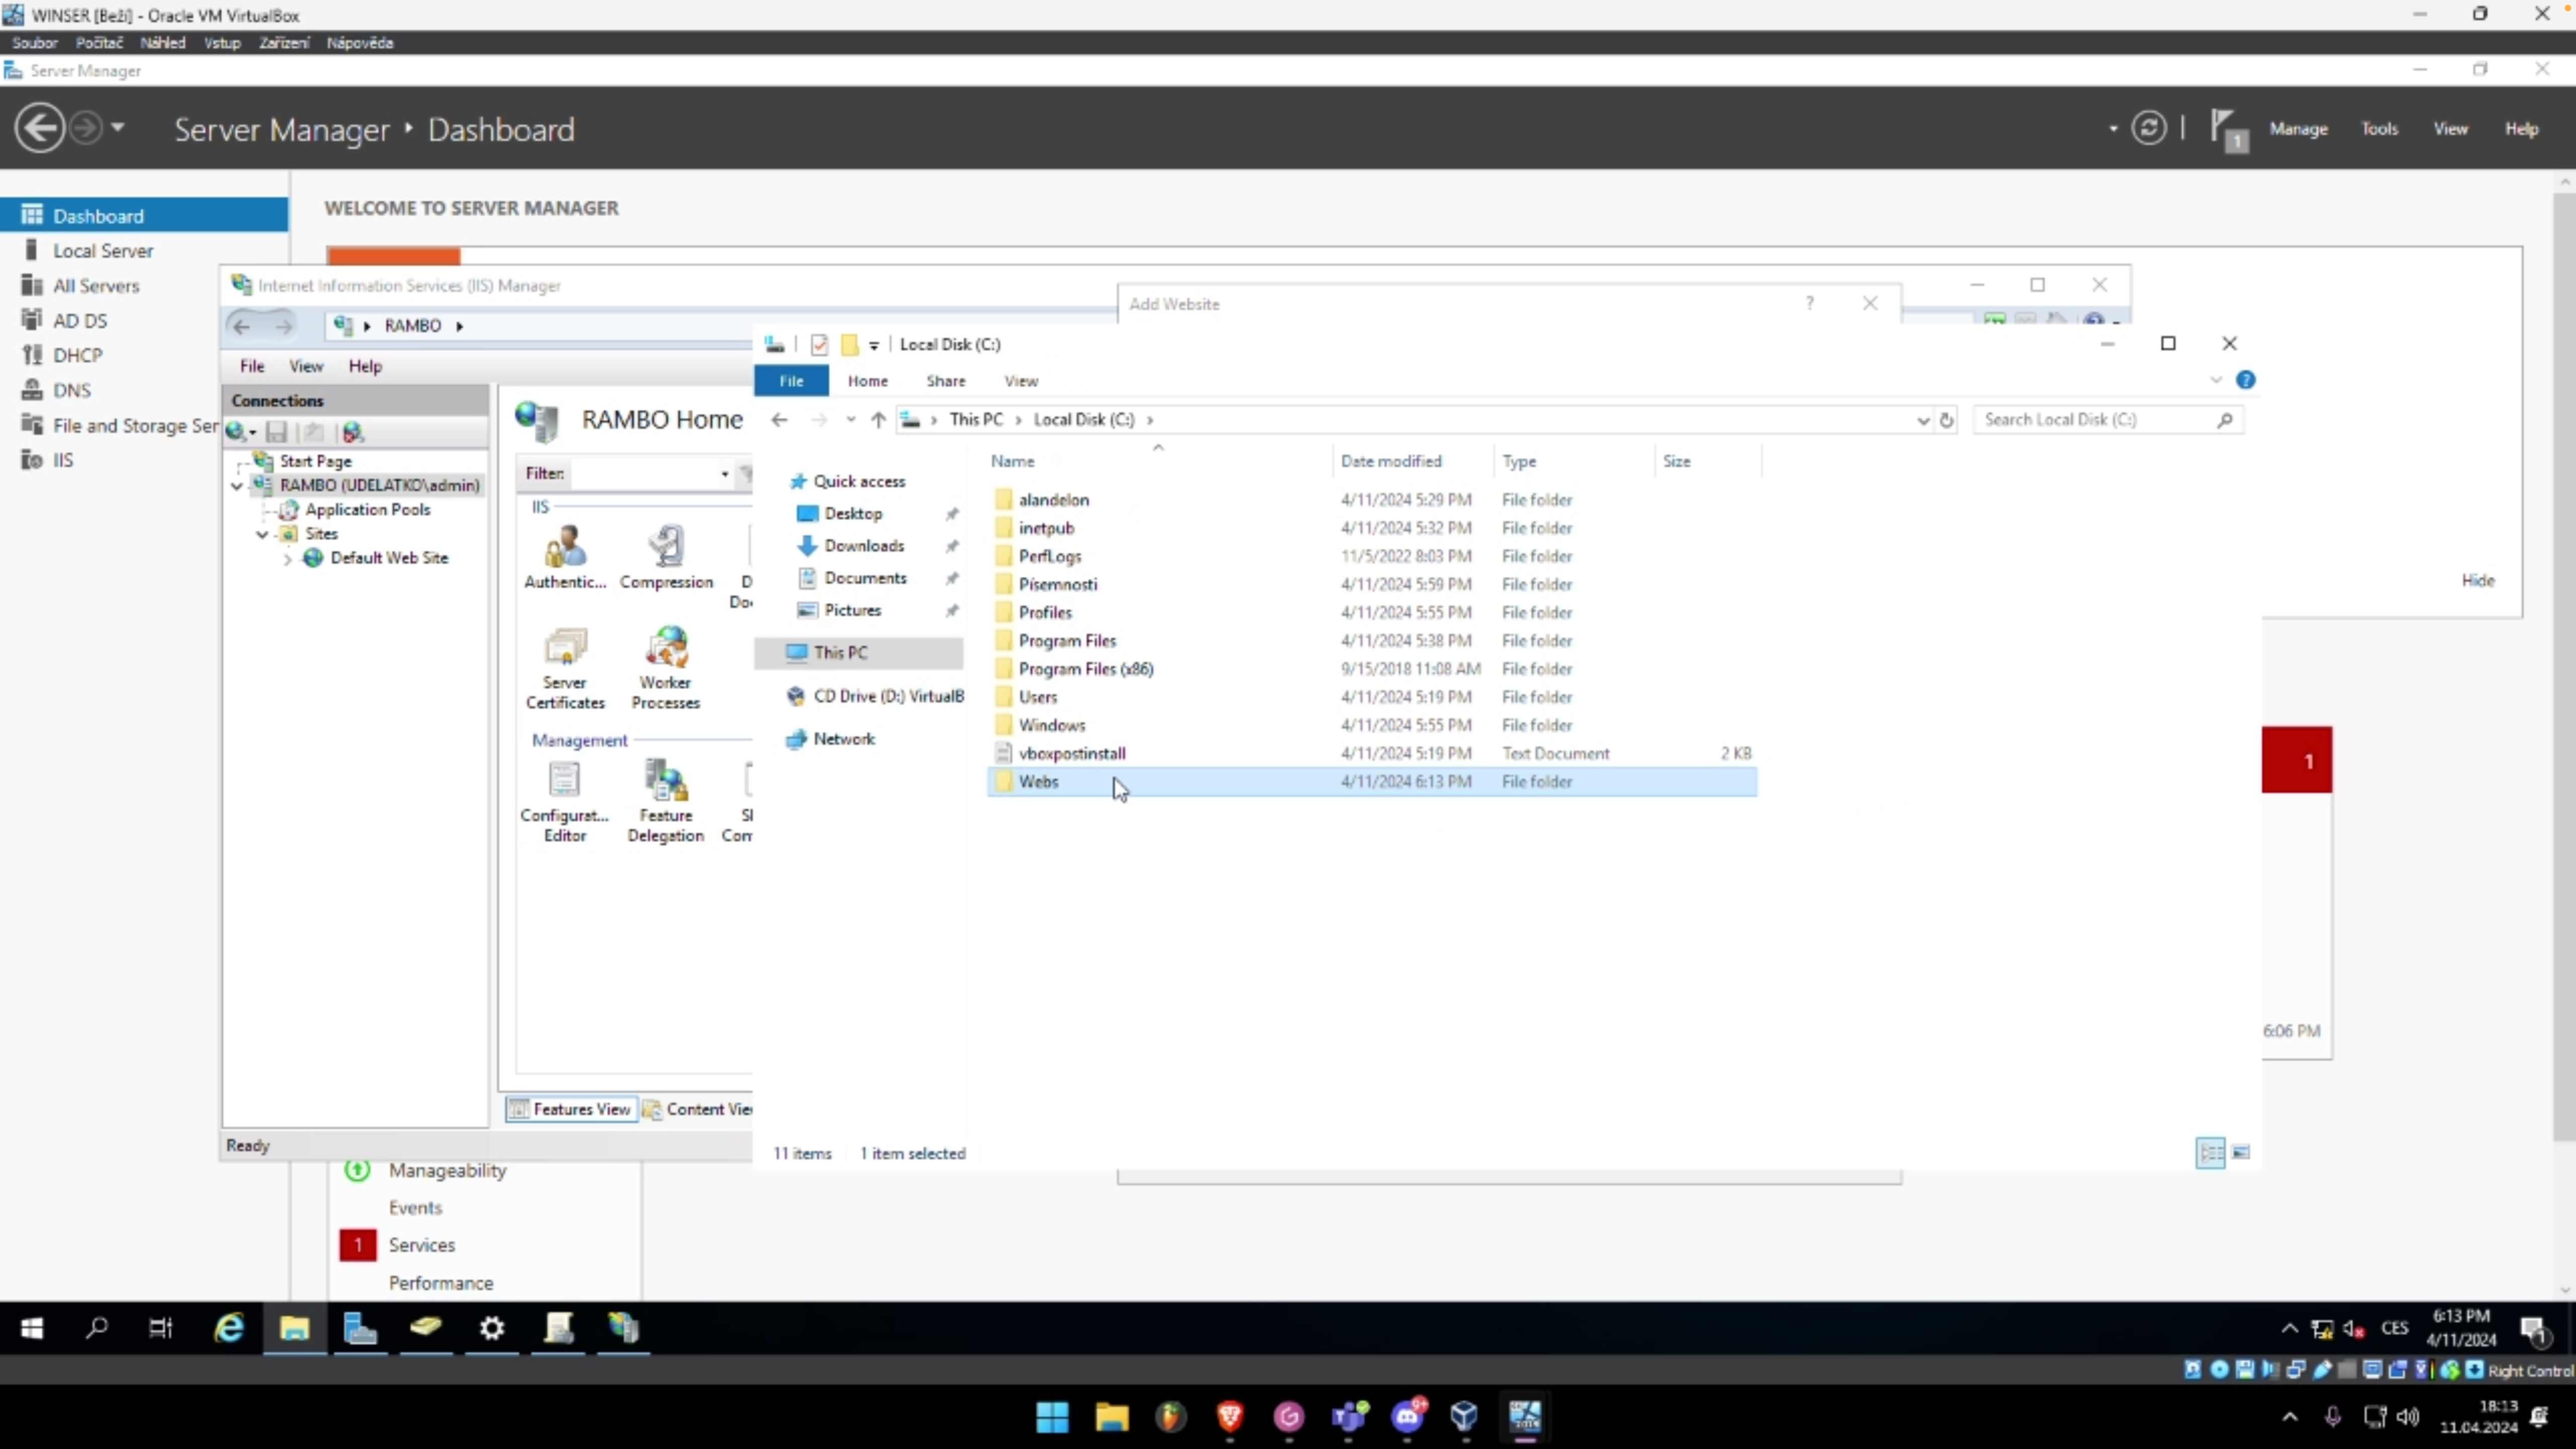 WINSER [Beží] - Oracle VM VirtualBox
Soubor Počítač Náhled Vstup Zařízení Nápověda
Server Manager
Server Manager Dashboard
1 Manage Tools View Help
Dashboard
Local Server
All Servers
AD DS
DHCP
DNS
File and Storage Ser
IIS
WELCOME TO SERVER MANAGER
Hide
Internet Information Services (IIS) Manager
RAMBO
File View Help
Connections
Start Page
RAMBO (UDELATKO\admin)
Application Pools
Sites
Default Web Site
RAMBO Home
Filter:
IIS
Authentic... Compression D
Doc
Server Certificates
Worker Processes
Management
Configurat... Editor
Feature Delegation
Features View Content Vie
Ready
Add Website
Local Disk (C:)
File Home Share View
This PC Local Disk (C:)
Search Local Disk (C:)
Quick access
Desktop
Downloads
Documents
Pictures
This PC
CD Drive (D:) VirtualB
Network
Name Date modified Type Size
alandelon 4/11/2024 5:29 PM File folder
inetpub 4/11/2024 5:32 PM File folder
PerfLogs 11/5/2022 8:03 PM File folder
Písemnosti 4/11/2024 5:59 PM File folder
Profiles 4/11/2024 5:55 PM File folder
Program Files 4/11/2024 5:38 PM File folder
Program Files (x86) 9/15/2018 11:08 AM File folder
Users 4/11/2024 5:19 PM File folder
Windows 4/11/2024 5:55 PM File folder
vboxpostinstall 4/11/2024 5:19 PM Text Document 2 KB
Webs 4/11/2024 6:13 PM File folder
11 items 1 item selected
1
6:06 PM
Manageability
Events
1 Services
Performance
CES
6:13 PM
4/11/2024
1
Right Control
9+
18:13
11.04.2024